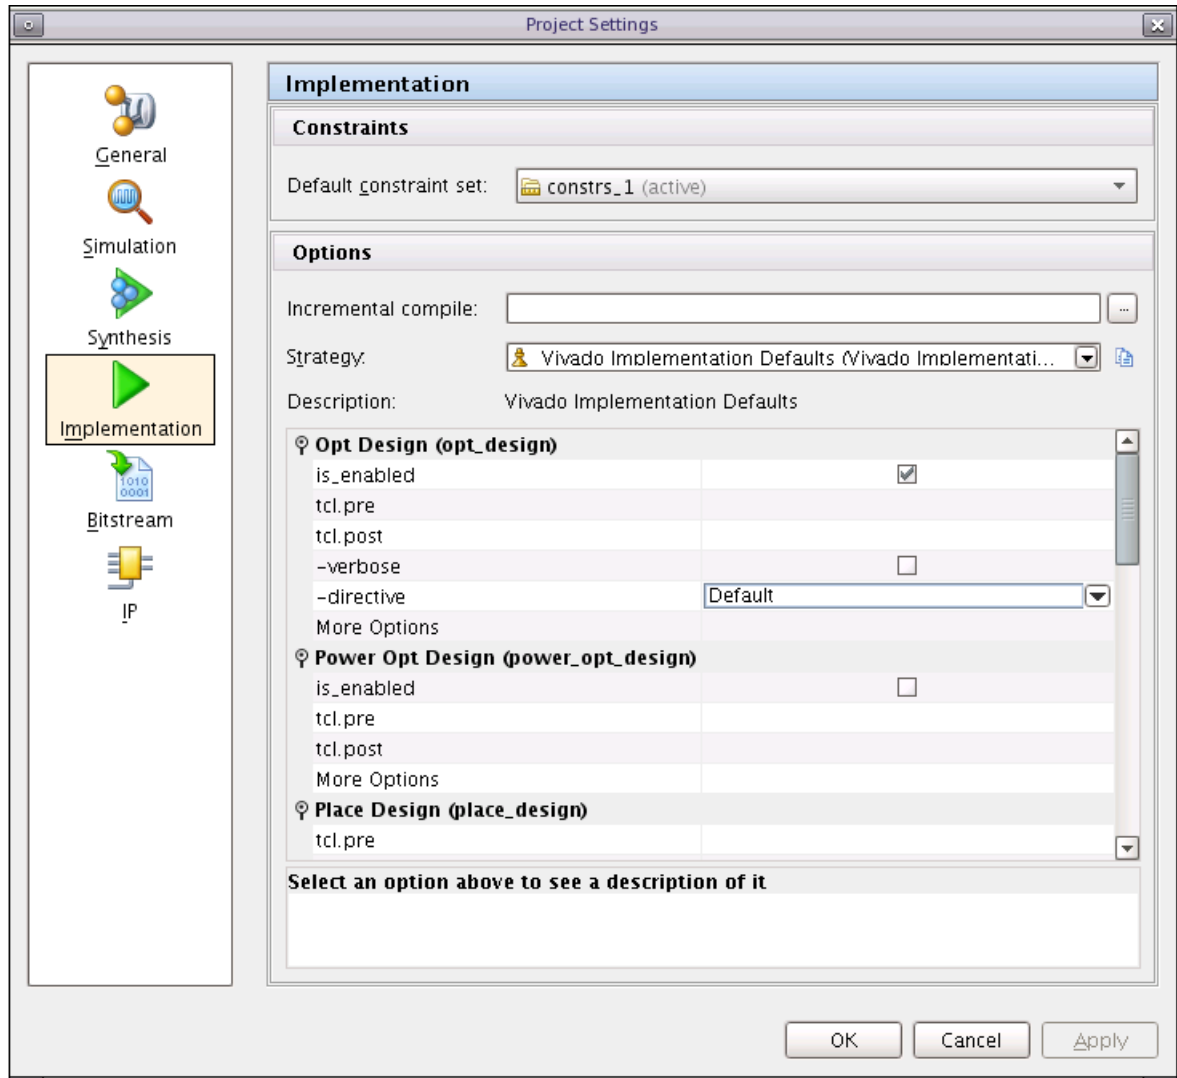 Project Settings
General
Simulation
Synthesis
Implementation
Bitstream
IP
Implementation
Constraints
Default constraint set: constrs_1 (active)
Options
Incremental compile: ...
Strategy: Vivado Implementation Defaults (Vivado Implementati...
Description: Vivado Implementation Defaults
Opt Design (opt_design)
is_enabled
tcl.pre
tcl.post
-verbose
-directive Default
More Options
Power Opt Design (power_opt_design)
is_enabled
tcl.pre
tcl.post
More Options
Place Design (place_design)
tcl.pre
Select an option above to see a description of it
OK Cancel Apply